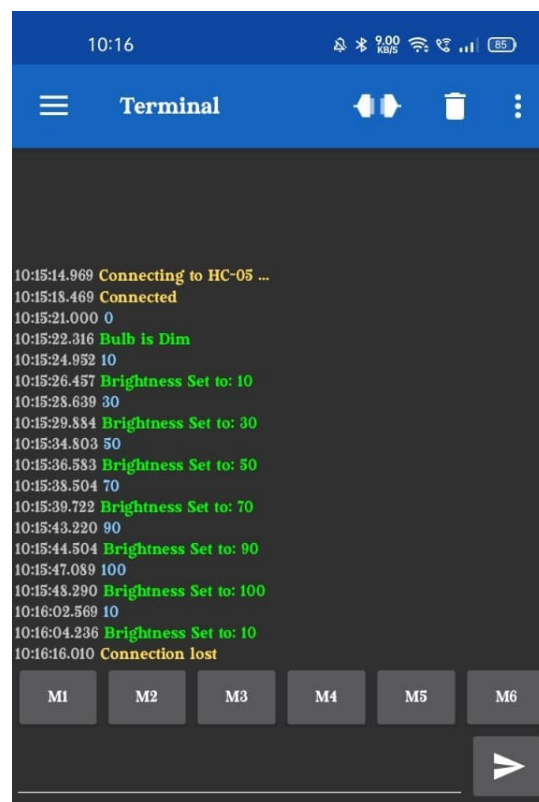 10:16 9.00 KB/S 85
Terminal
10:15:14.969 Connecting to HC-05 ...
10:15:18.469 Connected
10:15:21.000 0
10:15:22.316 Bulb is Dim
10:15:24.952 10
10:15:26.457 Brightness Set to: 10
10:15:28.639 30
10:15:29.884 Brightness Set to: 30
10:15:34.803 50
10:15:36.583 Brightness Set to: 50
10:15:38.504 70
10:15:39.722 Brightness Set to: 70
10:15:43.220 90
10:15:44.504 Brightness Set to: 90
10:15:47.089 100
10:15:48.290 Brightness Set to: 100
10:16:02.569 10
10:16:04.236 Brightness Set to: 10
10:16:16.010 Connection lost
M1 M2 M3 M4 M5 M6